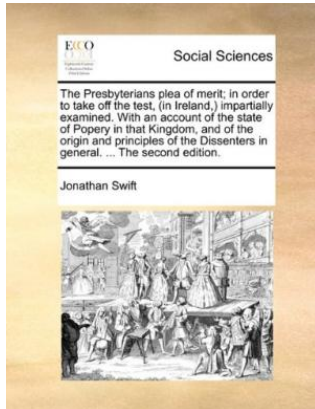 ECCO
Social Sciences
The Presbyterians plea of merit; in order
to take off the test, (in Ireland,) impartially
examined. With an account of the state
of Popery in that Kingdom, and of the
origin and principles of the Dissenters in
general. ... The second edition.
Jonathan Swift